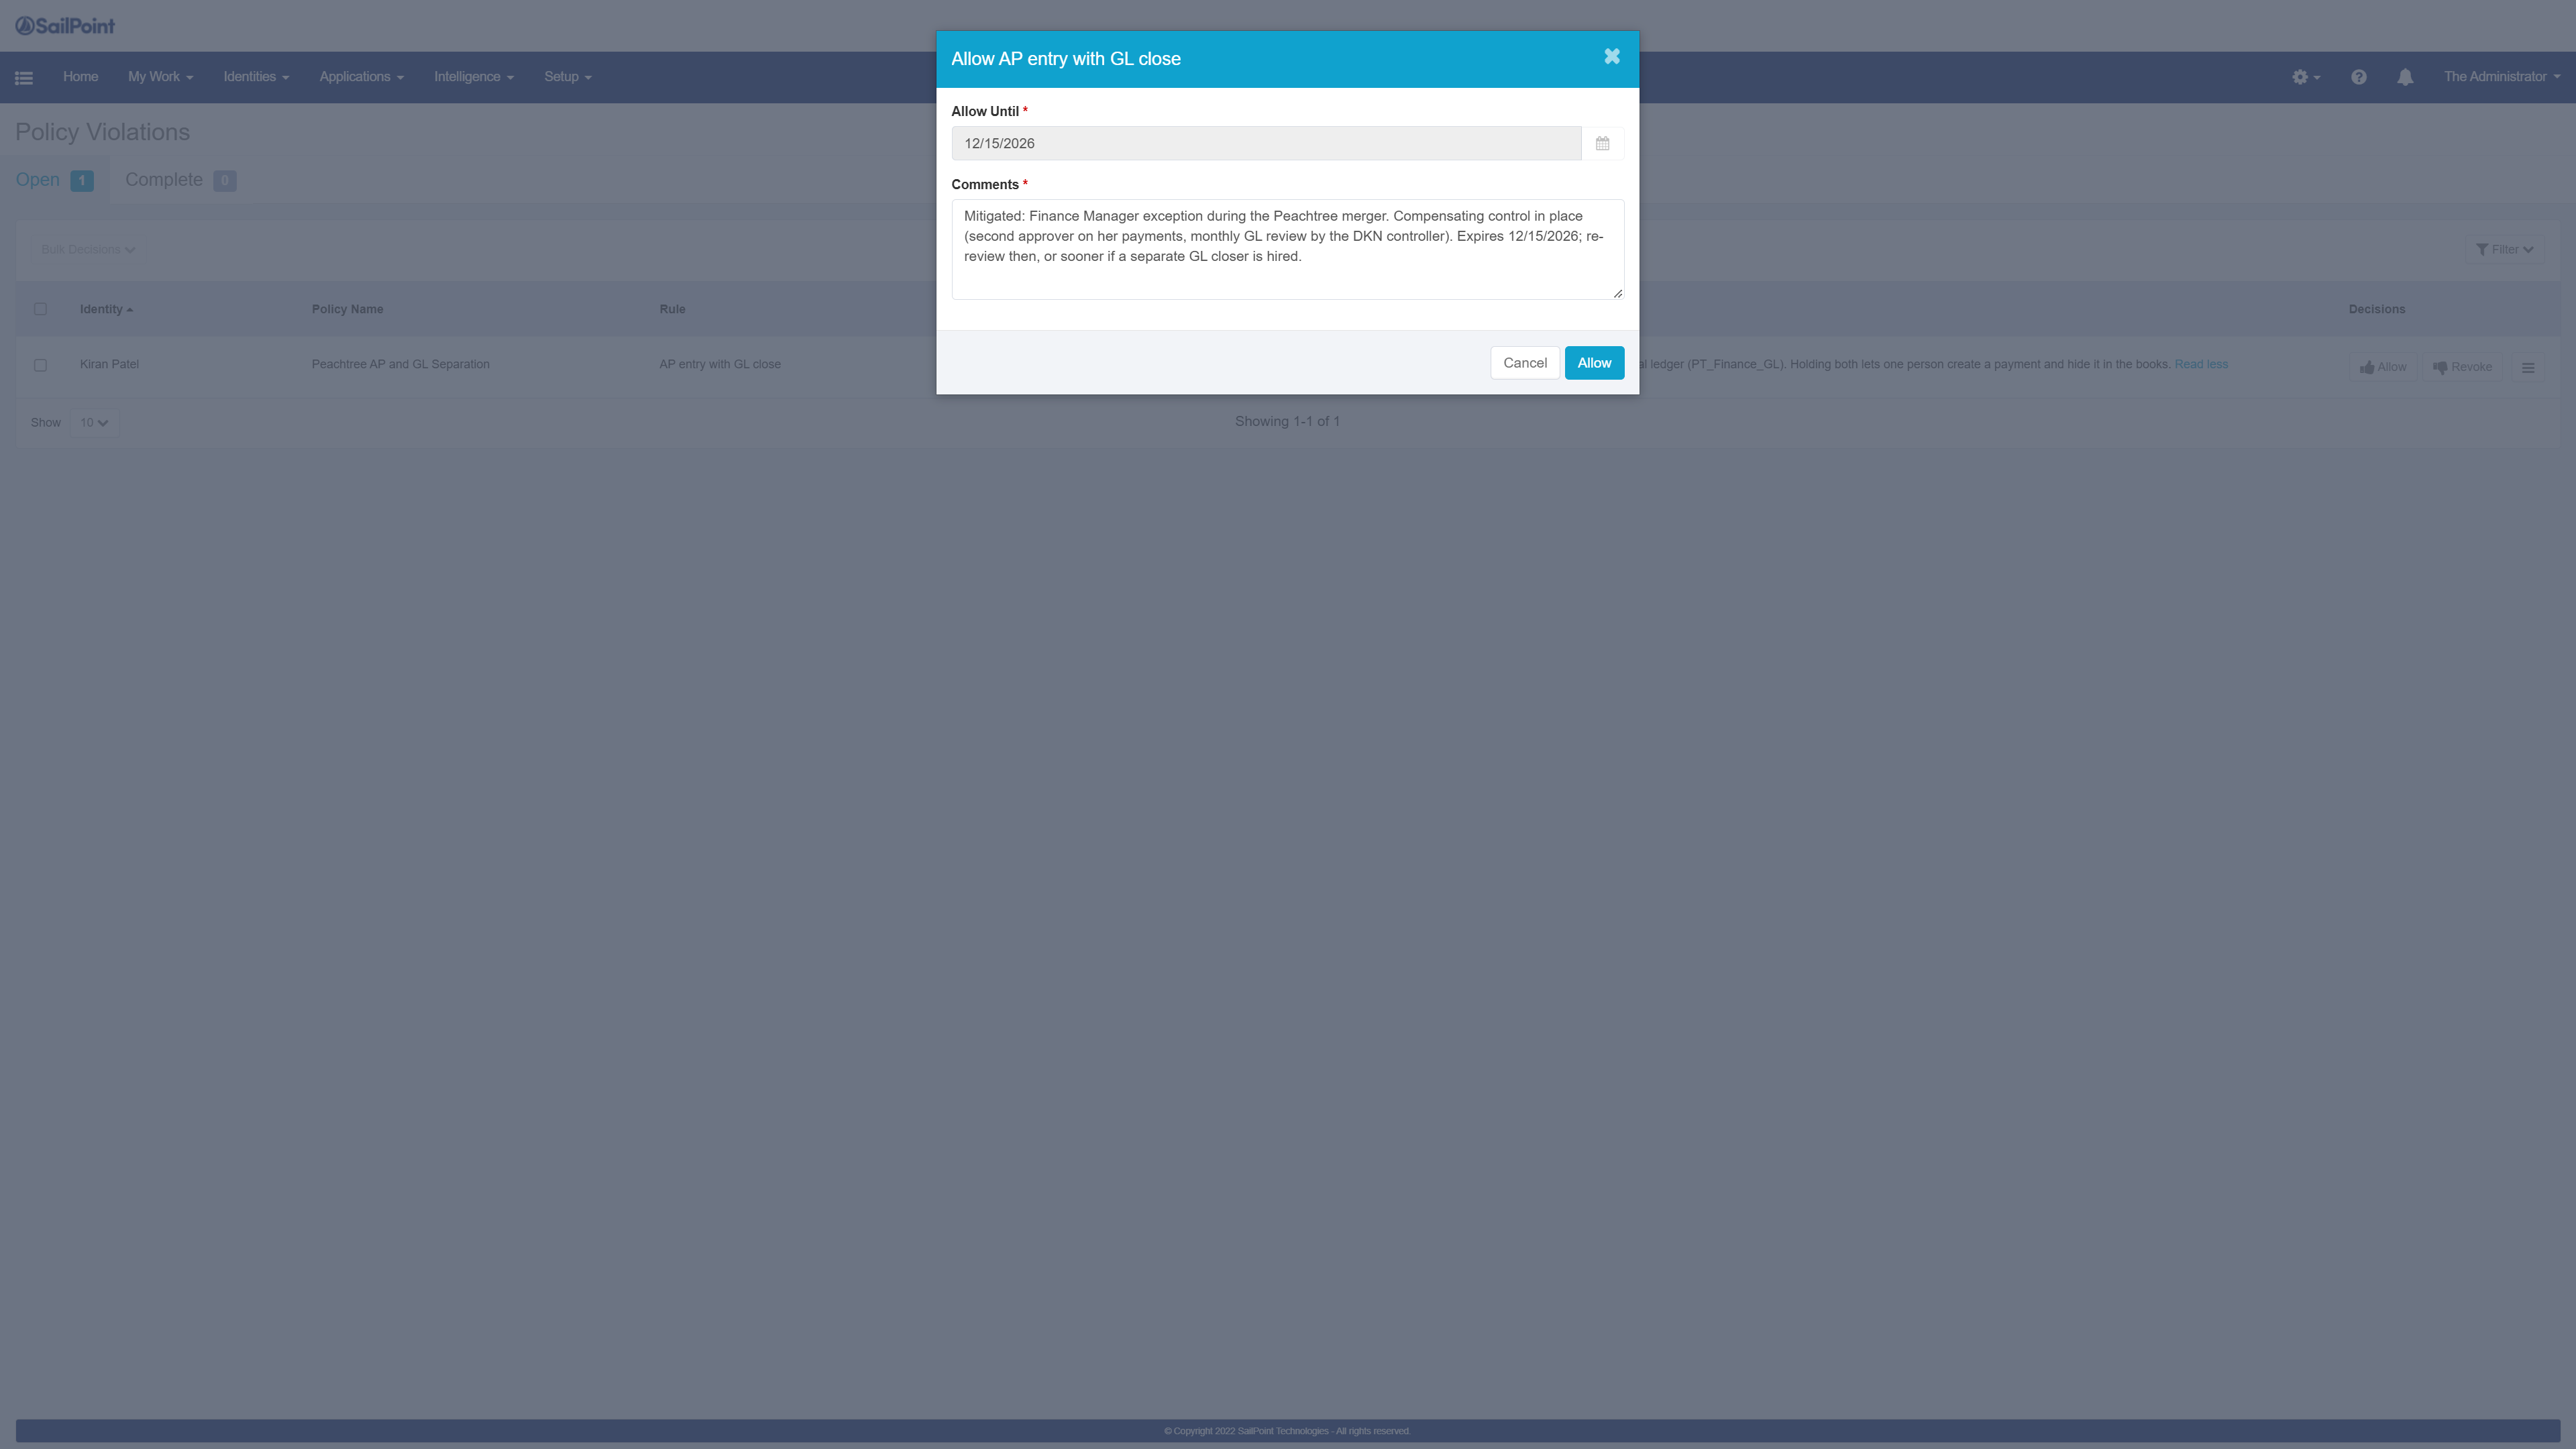 SailPoint
Home My Work Identities Applications Intelligence Setup The Administrator
Policy Violations
Open 1 Complete 0
Bulk Decisions Filter
Identity Policy Name Rule Decisions
Kiran Patel Peachtree AP and GL Separation AP entry with GL close al ledger (PT_Finance_GL). Holding both lets one person create a payment and hide it in the books. Read less Allow Revoke
Show 10 Showing 1-1 of 1
Allow AP entry with GL close
Allow Until *
12/15/2026
Comments *
Mitigated: Finance Manager exception during the Peachtree merger. Compensating control in place
(second approver on her payments, monthly GL review by the DKN controller). Expires 12/15/2026; re-
review then, or sooner if a separate GL closer is hired.
Cancel Allow
© Copyright 2022 SailPoint Technologies - All rights reserved.